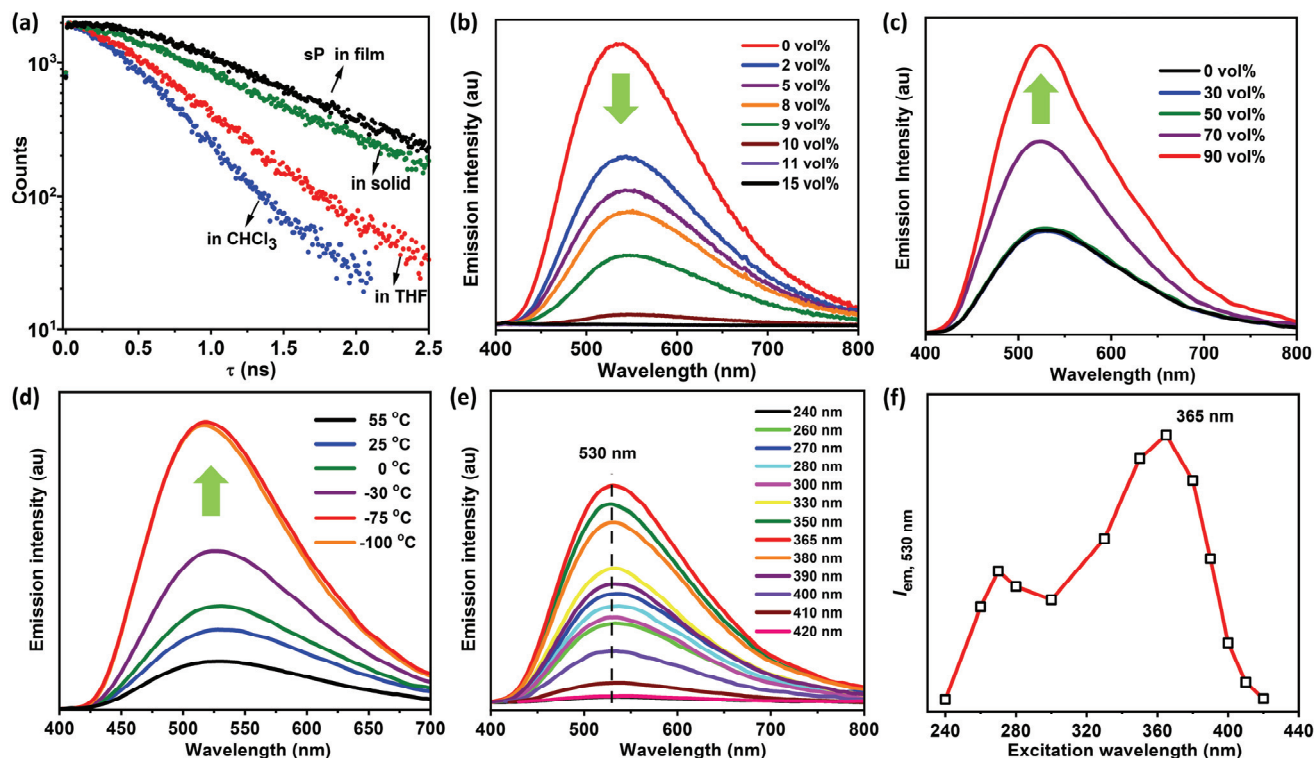 (a)
10³
10²
10¹
Counts
sP in film
in solid
in CHCl₃
in THF
0.0 0.5 1.0 1.5 2.0 2.5
τ (ns)
(b)
Emission intensity (au)
0 vol%
2 vol%
5 vol%
8 vol%
9 vol%
10 vol%
11 vol%
15 vol%
400 500 600 700 800
Wavelength (nm)
(c)
Emission Intensity (au)
0 vol%
30 vol%
50 vol%
70 vol%
90 vol%
400 500 600 700 800
Wavelength (nm)
(d)
Emission intensity (au)
55 °C
25 °C
0 °C
-30 °C
-75 °C
-100 °C
400 450 500 550 600 650 700
Wavelength (nm)
(e)
Emission intensity (au)
530 nm
240 nm
260 nm
270 nm
280 nm
300 nm
330 nm
350 nm
365 nm
380 nm
390 nm
400 nm
410 nm
420 nm
400 500 600 700 800
Wavelength (nm)
(f)
I em, 530 nm
365 nm
240 280 320 360 400 440
Excitation wavelength (nm)